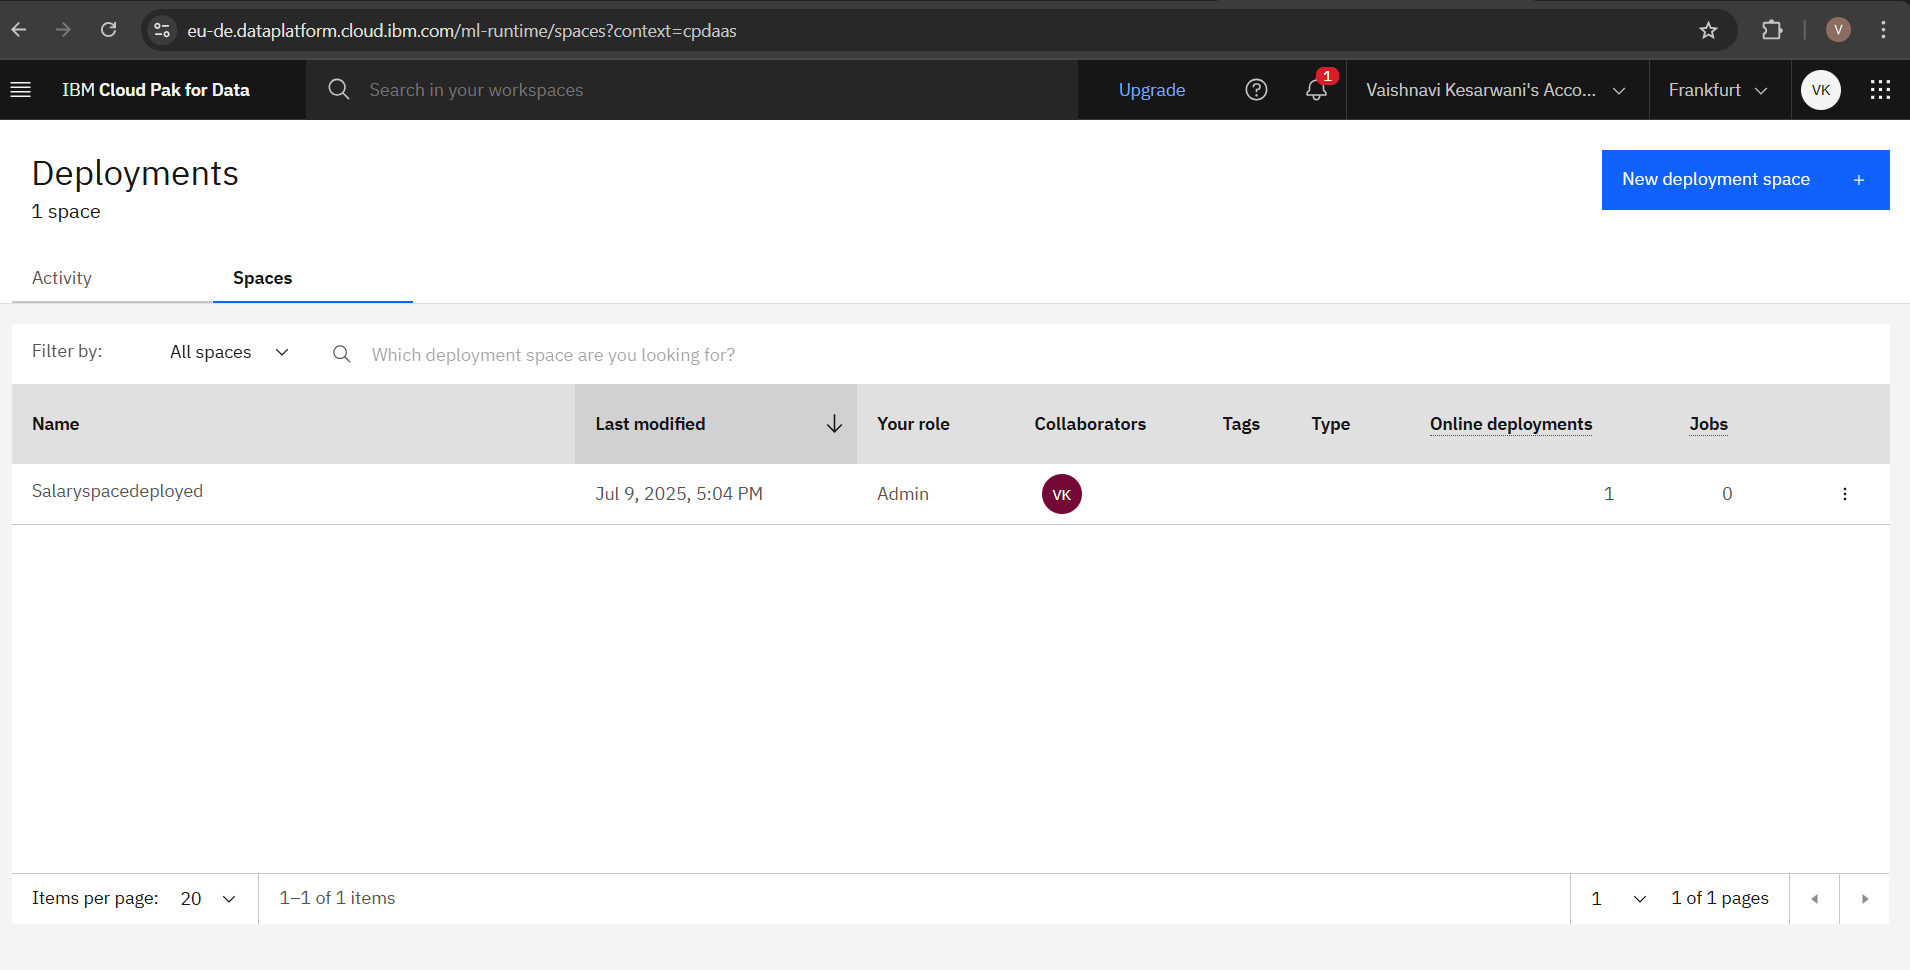 eu-de.dataplatform.cloud.ibm.com/ml-runtime/spaces?context=cpdaas
V
IBM Cloud Pak for Data
Search in your workspaces
Upgrade
1
Vaishnavi Kesarwani's Acco...
Frankfurt
VK
Deployments
1 space
New deployment space +
Activity
Spaces
Filter by:
All spaces
Which deployment space are you looking for?
Name
Last modified
Your role
Collaborators
Tags
Type
Online deployments
Jobs
Salaryspacedeployed
Jul 9, 2025, 5:04 PM
Admin
VK
1
0
Items per page:
20
1–1 of 1 items
1
1 of 1 pages